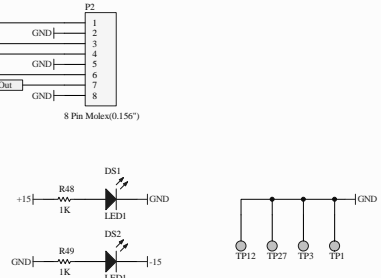 P2
1
GND 2
3
4
GND 5
6
Out 7
GND 8
8 Pin Molex(0.156")
DS1
R48
+15 GND
1K LED1
DS2
R49
GND -15
1K LED1
GND
TP12 TP27 TP3 TP1